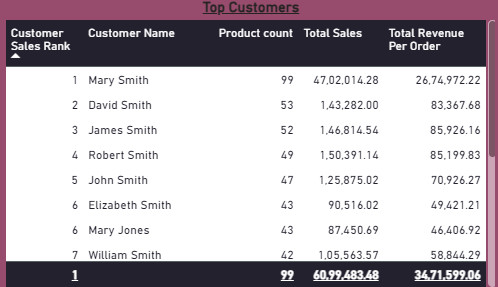 Top Customers
Customer Sales Rank Customer Name Product count Total Sales Total Revenue Per Order
1 Mary Smith 99 47,02,014.28 26,74,972.22
2 David Smith 53 1,43,282.00 83,367.68
3 James Smith 52 1,46,814.54 85,926.16
4 Robert Smith 49 1,50,391.14 85,199.83
5 John Smith 47 1,25,875.02 70,926.27
6 Elizabeth Smith 43 90,516.02 49,421.21
6 Mary Jones 43 87,450.69 46,406.92
7 William Smith 42 1,05,563.57 58,844.29
1 99 60,99,483.48 34,71,599.06